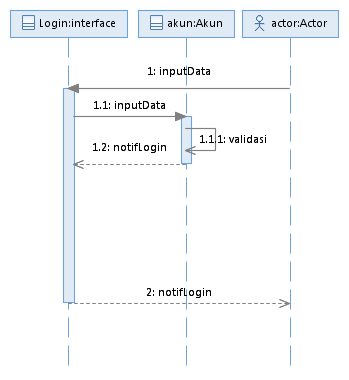 Login:interface
akun:Akun
actor:Actor
1: inputData
1.1: inputData
1.1.1: validasi
1.2: notifLogin
2: notifLogin